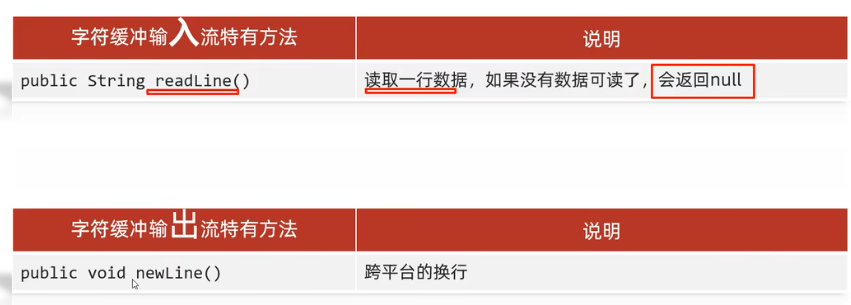 字符缓冲输入流特有方法 说明
public String readLine() 读取一行数据，如果没有数据可读了，会返回null
字符缓冲输出流特有方法 说明
public void newLine() 跨平台的换行